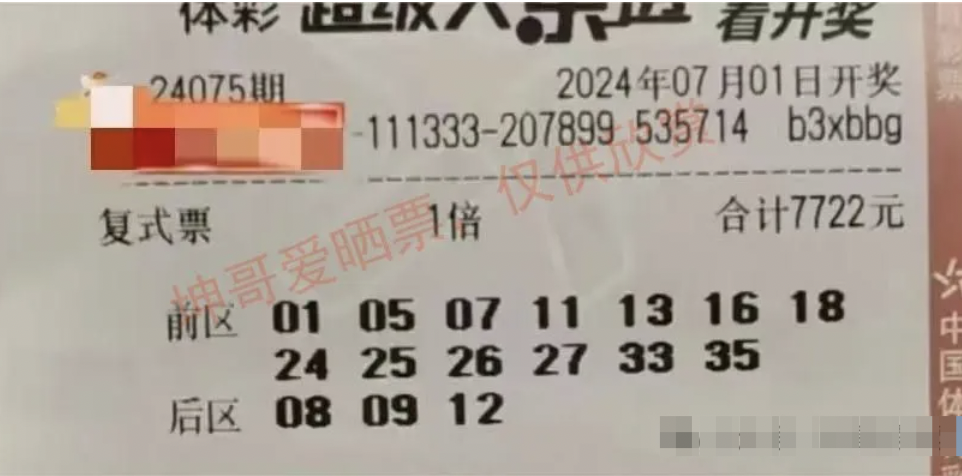 体彩 超级大乐透 看开奖
24075期 2024年07月01日开奖
-111333-207899 535714 b3xbbg
复式票 1倍 合计7722元
坤哥爱晒票，仅供欣赏
前区 01 05 07 11 13 16 18
24 25 26 27 33 35
后区 08 09 12
中国体